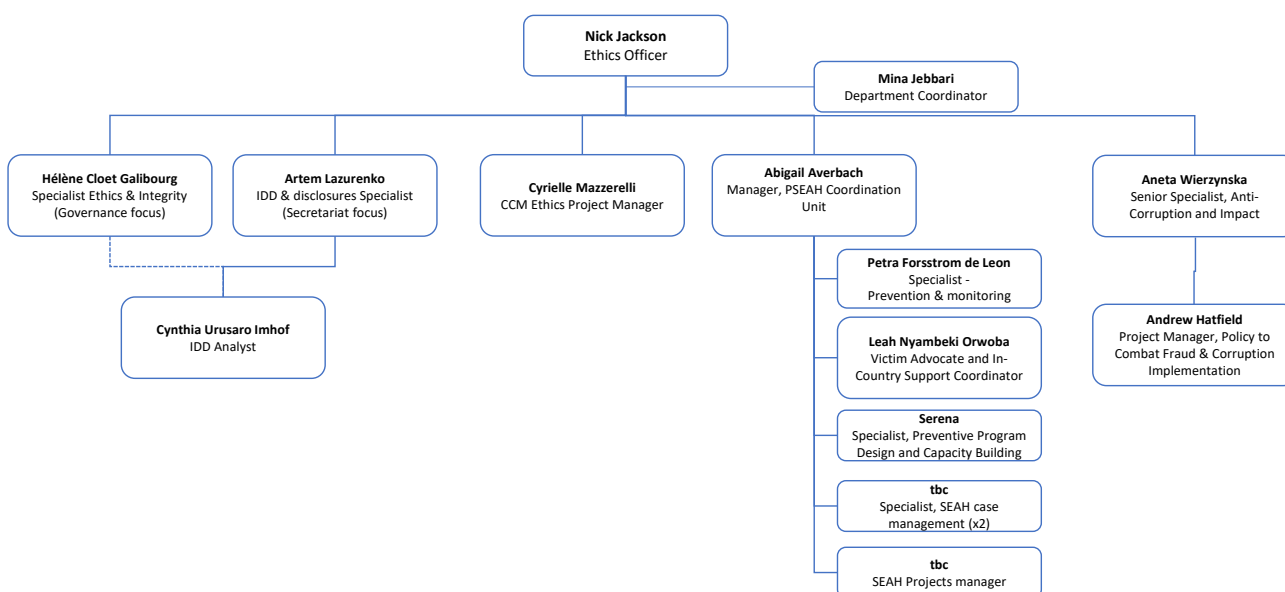 Nick Jackson
Ethics Officer
Mina Jebbari
Department Coordinator
Hélène Cloet Galibourg
Specialist Ethics & Integrity
(Governance focus)
Artem Lazurenko
IDD & disclosures Specialist
(Secretariat focus)
Cyrielle Mazzerelli
CCM Ethics Project Manager
Abigail Averbach
Manager, PSEAH Coordination
Unit
Aneta Wierzynska
Senior Specialist, Anti-
Corruption and Impact
Cynthia Urusaro Imhof
IDD Analyst
Petra Forsstrom de Leon
Specialist -
Prevention & monitoring
Leah Nyambeki Orwoba
Victim Advocate and In-
Country Support Coordinator
Serena
Specialist, Preventive Program
Design and Capacity Building
tbc
Specialist, SEAH case
management (x2)
tbc
SEAH Projects manager
Andrew Hatfield
Project Manager, Policy to
Combat Fraud & Corruption
Implementation